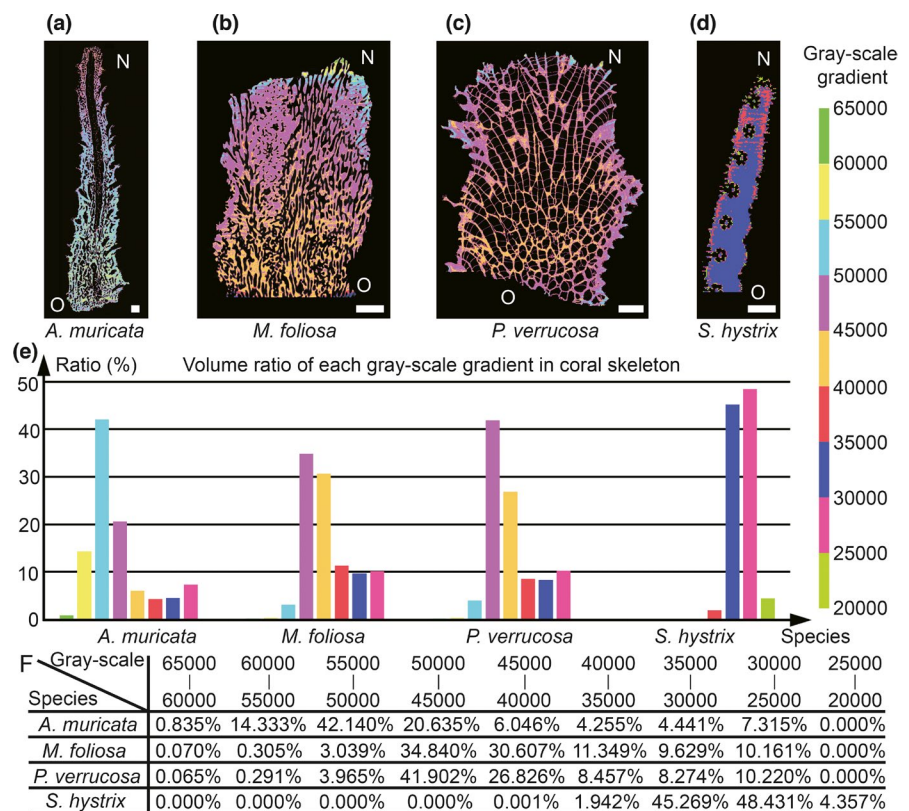 (a) (b) (c) (d)
N N N N
Gray-scale
gradient
65000
60000
55000
50000
45000
40000
35000
30000
25000
20000
O O O O
A. muricata M. foliosa P. verrucosa S. hystrix
(e) Ratio (%) Volume ratio of each gray-scale gradient in coral skeleton
50
40
30
20
10
0
A. muricata M. foliosa P. verrucosa S. hystrix Species
F Gray-scale 65000 60000 55000 50000 45000 40000 35000 30000 25000
| | | | | | | | |
Species 60000 55000 50000 45000 40000 35000 30000 25000 20000
A. muricata 0.835% 14.333% 42.140% 20.635% 6.046% 4.255% 4.441% 7.315% 0.000%
M. foliosa 0.070% 0.305% 3.039% 34.840% 30.607% 11.349% 9.629% 10.161% 0.000%
P. verrucosa 0.065% 0.291% 3.965% 41.902% 26.826% 8.457% 8.274% 10.220% 0.000%
S. hystrix 0.000% 0.000% 0.000% 0.000% 0.001% 1.942% 45.269% 48.431% 4.357%